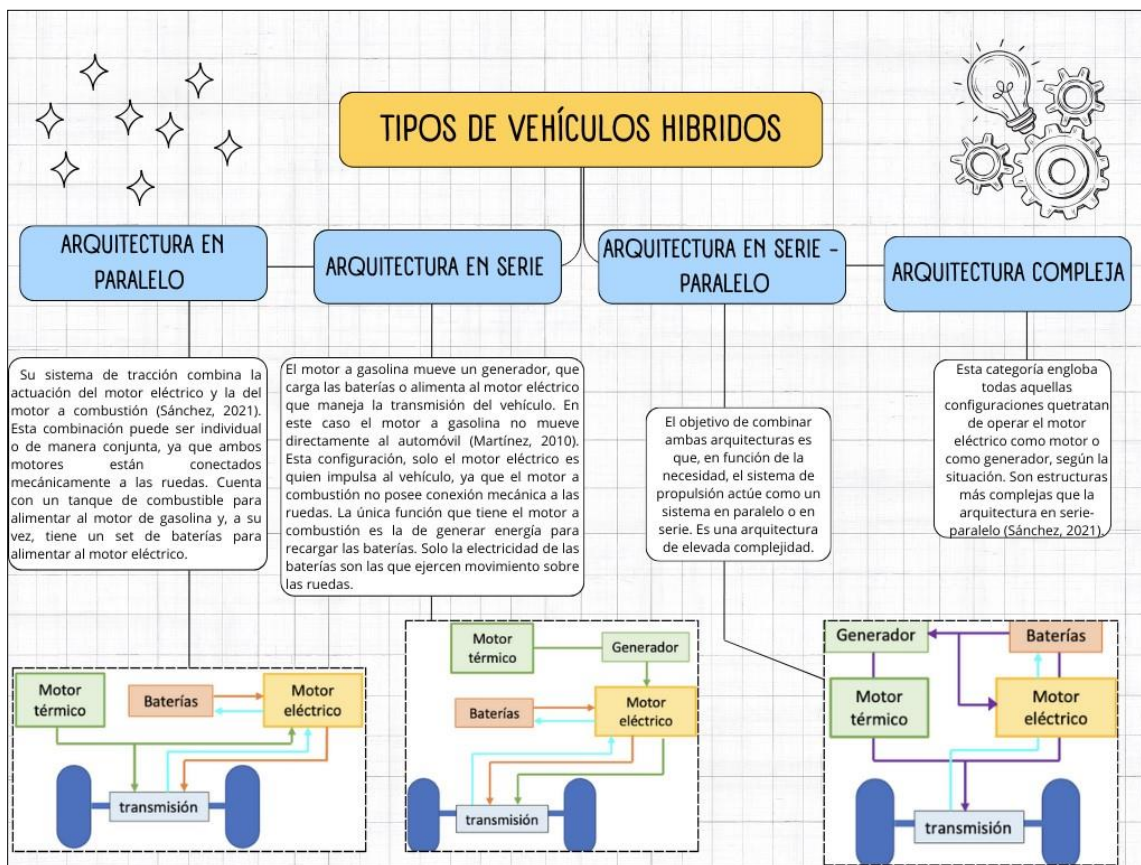 TIPOS DE VEHÍCULOS HIBRIDOS
ARQUITECTURA EN
PARALELO
ARQUITECTURA EN SERIE
ARQUITECTURA EN SERIE -
PARALELO
ARQUITECTURA COMPLEJA
Su sistema de tracción combina la
actuación del motor eléctrico y la del
motor a combustión (Sánchez, 2021).
Esta combinación puede ser individual
o de manera conjunta, ya que ambos
motores están conectados
mecánicamente a las ruedas. Cuenta
con un tanque de combustible para
alimentar al motor de gasolina y, a su
vez, tiene un set de baterías para
alimentar al motor eléctrico.
El motor a gasolina mueve un generador, que
carga las baterías o alimenta al motor eléctrico
que maneja la transmisión del vehículo. En
este caso el motor a gasolina no mueve
directamente al automóvil (Martínez, 2010).
Esta configuración, solo el motor eléctrico es
quien impulsa al vehículo, ya que el motor a
combustión no posee conexión mecánica a las
ruedas. La única función que tiene el motor a
combustión es la de generar energía para
recargar las baterías. Solo la electricidad de las
baterías son las que ejercen movimiento sobre
las ruedas.
El objetivo de combinar
ambas arquitecturas es
que, en función de la
necesidad, el sistema de
propulsión actúe como un
sistema en paralelo o en
serie. Es una arquitectura
de elevada complejidad.
Esta categoría engloba
todas aquellas
configuraciones quetratan
de operar el motor
eléctrico como motor o
como generador, según la
situación. Son estructuras
más complejas que la
arquitectura en serie-
paralelo (Sánchez, 2021).
Motor
térmico
Baterías
Motor
eléctrico
transmisión
Motor
térmico
Generador
Baterías
Motor
eléctrico
transmisión
Generador
Baterías
Motor
térmico
Motor
eléctrico
transmisión